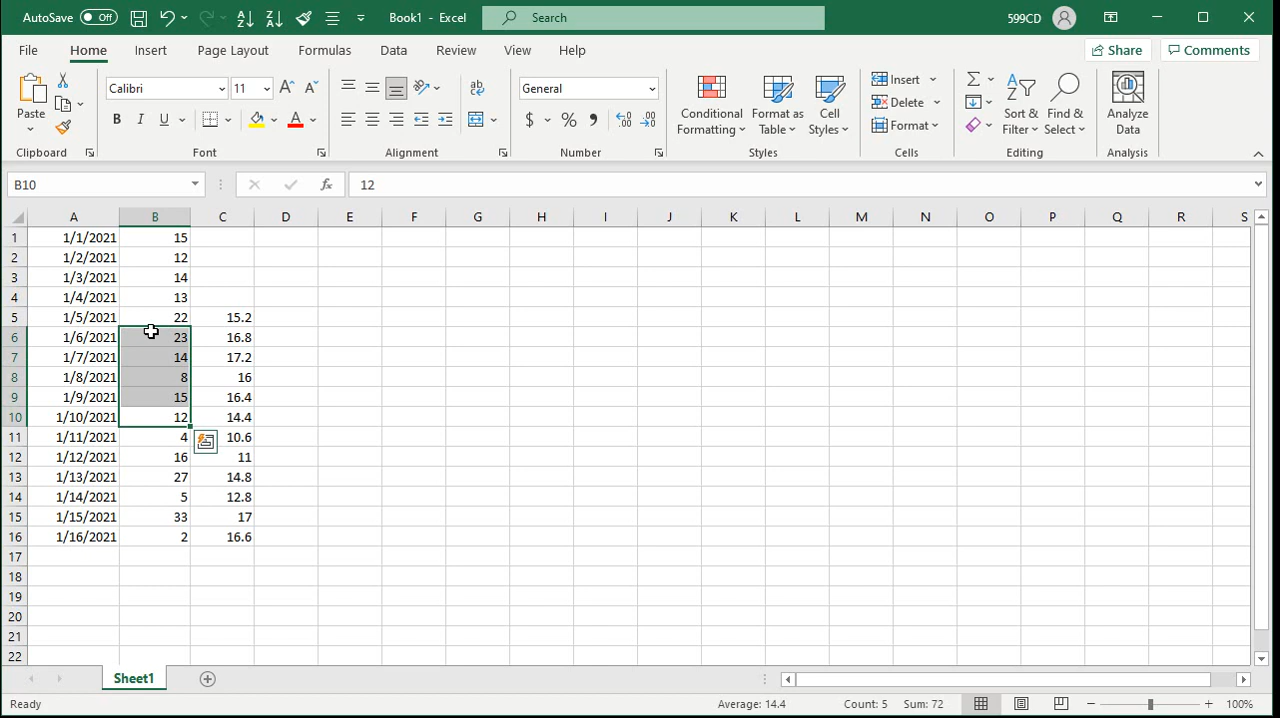 AutoSave Off Book1 - Excel Search 599CD
File Home Insert Page Layout Formulas Data Review View Help Share Comments
Calibri 11 General Insert
Paste Conditional Formatting Format as Table Cell Styles Delete Sort & Filter Find & Select Analyze Data
B I U $ % , Format
Clipboard Font Alignment Number Styles Cells Editing Analysis
B10 fx 12
A B C D E F G H I J K L M N O P Q R S
1 1/1/2021 15
2 1/2/2021 12
3 1/3/2021 14
4 1/4/2021 13
5 1/5/2021 22 15.2
6 1/6/2021 23 16.8
7 1/7/2021 14 17.2
8 1/8/2021 8 16
9 1/9/2021 15 16.4
10 1/10/2021 12 14.4
11 1/11/2021 4 10.6
12 1/12/2021 16 11
13 1/13/2021 27 14.8
14 1/14/2021 5 12.8
15 1/15/2021 33 17
16 1/16/2021 2 16.6
17
18
19
20
21
22
Sheet1
Ready Average: 14.4 Count: 5 Sum: 72 100%